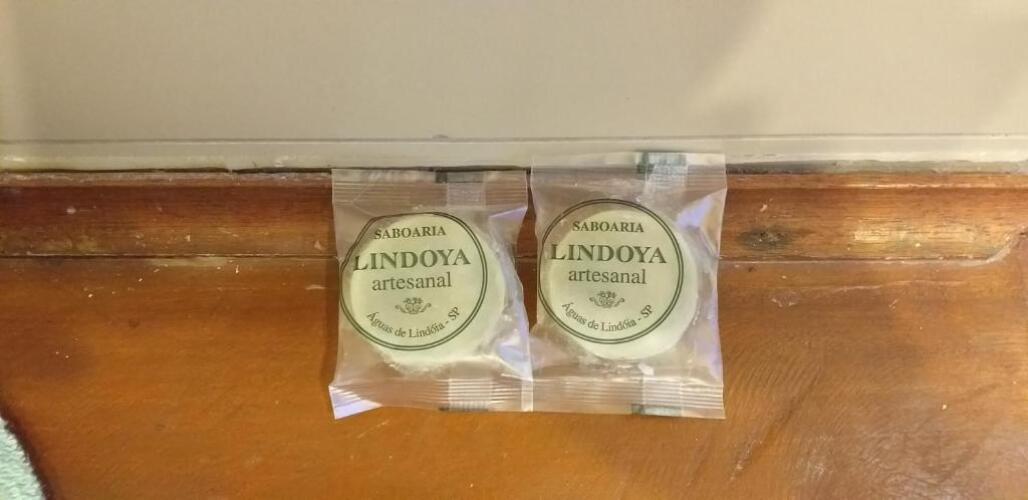 SABOARIA
LINDOYA
artesanal
Águas de Lindóia - SP
SABOARIA
LINDOYA
artesanal
Águas de Lindóia - SP